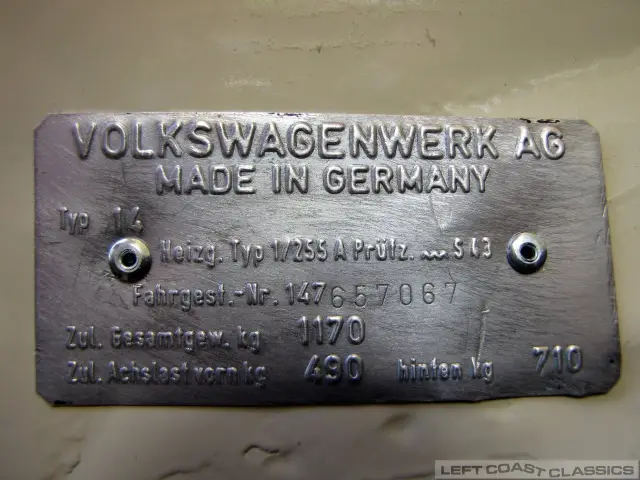 VOLKSWAGENWERK AG
MADE IN GERMANY
Typ 14
Heizg. Typ 1/255 A Prüfz. ⁓ S 43
Fahrgest.-Nr. 147657067
Zul. Gesamtgew. kg 1170
Zul. Achslast vorn kg 490 hinten kg 710
LEFT COAST CLASSICS